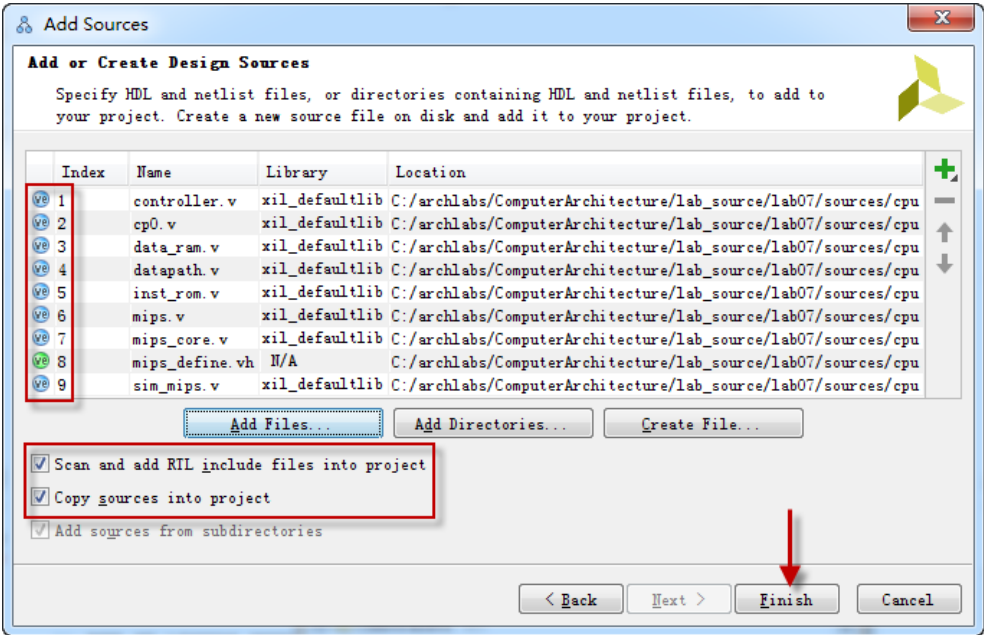 Add Sources
Add or Create Design Sources
Specify HDL and netlist files, or directories containing HDL and netlist files, to add to
your project. Create a new source file on disk and add it to your project.
Index Name Library Location
1 controller.v xil_defaultlib C:/archlabs/ComputerArchitecture/lab_source/lab07/sources/cpu
2 cp0.v xil_defaultlib C:/archlabs/ComputerArchitecture/lab_source/lab07/sources/cpu
3 data_ram.v xil_defaultlib C:/archlabs/ComputerArchitecture/lab_source/lab07/sources/cpu
4 datapath.v xil_defaultlib C:/archlabs/ComputerArchitecture/lab_source/lab07/sources/cpu
5 inst_rom.v xil_defaultlib C:/archlabs/ComputerArchitecture/lab_source/lab07/sources/cpu
6 mips.v xil_defaultlib C:/archlabs/ComputerArchitecture/lab_source/lab07/sources/cpu
7 mips_core.v xil_defaultlib C:/archlabs/ComputerArchitecture/lab_source/lab07/sources/cpu
8 mips_define.vh N/A C:/archlabs/ComputerArchitecture/lab_source/lab07/sources/cpu
9 sim_mips.v xil_defaultlib C:/archlabs/ComputerArchitecture/lab_source/lab07/sources/cpu
Add Files... Add Directories... Create File...
Scan and add RTL include files into project
Copy sources into project
Add sources from subdirectories
< Back Next > Finish Cancel